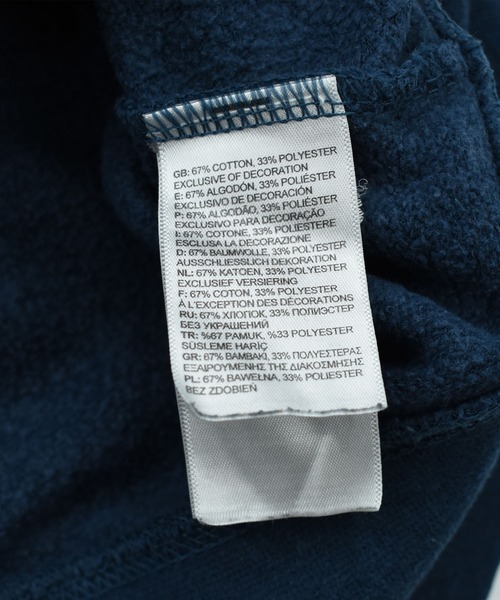 GB: 67% COTTON, 33% POLYESTER
EXCLUSIVE OF DECORATION
E: 67% ALGODÓN, 33% POLIÉSTER
EXCLUSIVO DE DECORACIÓN
P: 67% ALGODÃO, 33% POLIÉSTER
EXCLUSIVO PARA DECORAÇÃO
I: 67% COTONE, 33% POLIESTERE
ESCLUSA LA DECORAZIONE
D: 67% BAUMWOLLE, 33% POLYESTER
AUSSCHLIESSLICH DEKORATION
NL: 67% KATOEN, 33% POLYESTER
EXCLUSIEF VERSIERING
F: 67% COTON, 33% POLYESTER
À L'EXCEPTION DES DÉCORATIONS
RU: 67% ХЛОПОК, 33% ПОЛИЭСТЕР
БЕЗ УКРАШЕНИЙ
TR: %67 PAMUK, %33 POLYESTER
SÜSLEME HARİÇ
GR: 67% ΒΑΜΒΑΚΙ, 33% ΠΟΛΥΕΣΤΕΡΑΣ
ΕΞΑΙΡΟΥΜΕΝΗΣ ΤΗΣ ΔΙΑΚΟΣΜΗΣΗΣ
PL: 67% BAWEŁNA, 33% POLIESTER
BEZ ZDOBIEŃ